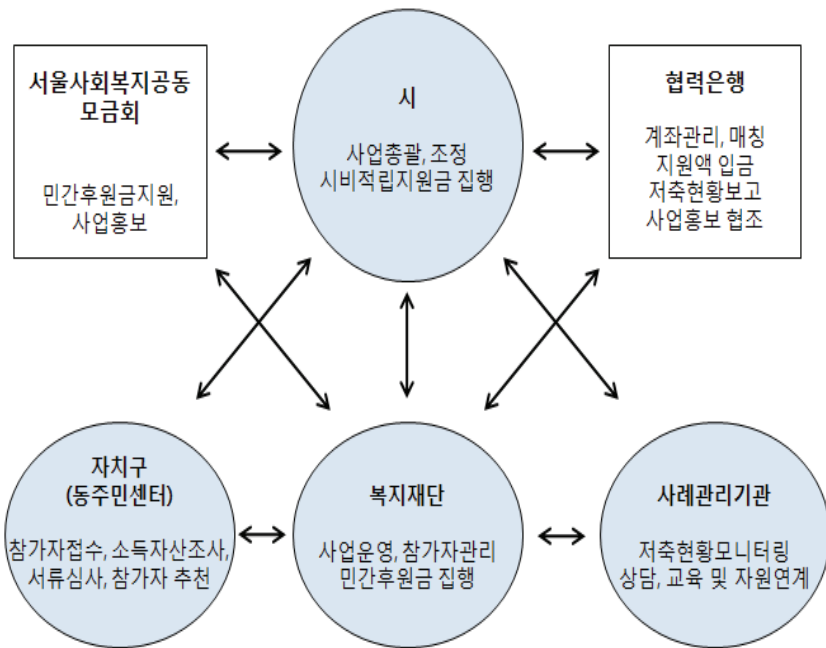 서울사회복지공동
모금회
민간후원금지원,
사업홍보
시
사업총괄, 조정
시비적립지원금 집행
협력은행
계좌관리, 매칭
지원액 입금
저축현황보고
사업홍보 협조
자치구
(동주민센터)
참가자접수, 소득자산조사,
서류심사, 참가자 추천
복지재단
사업운영, 참가자관리
민간후원금 집행
사례관리기관
저축현황모니터링
상담, 교육 및 자원연계